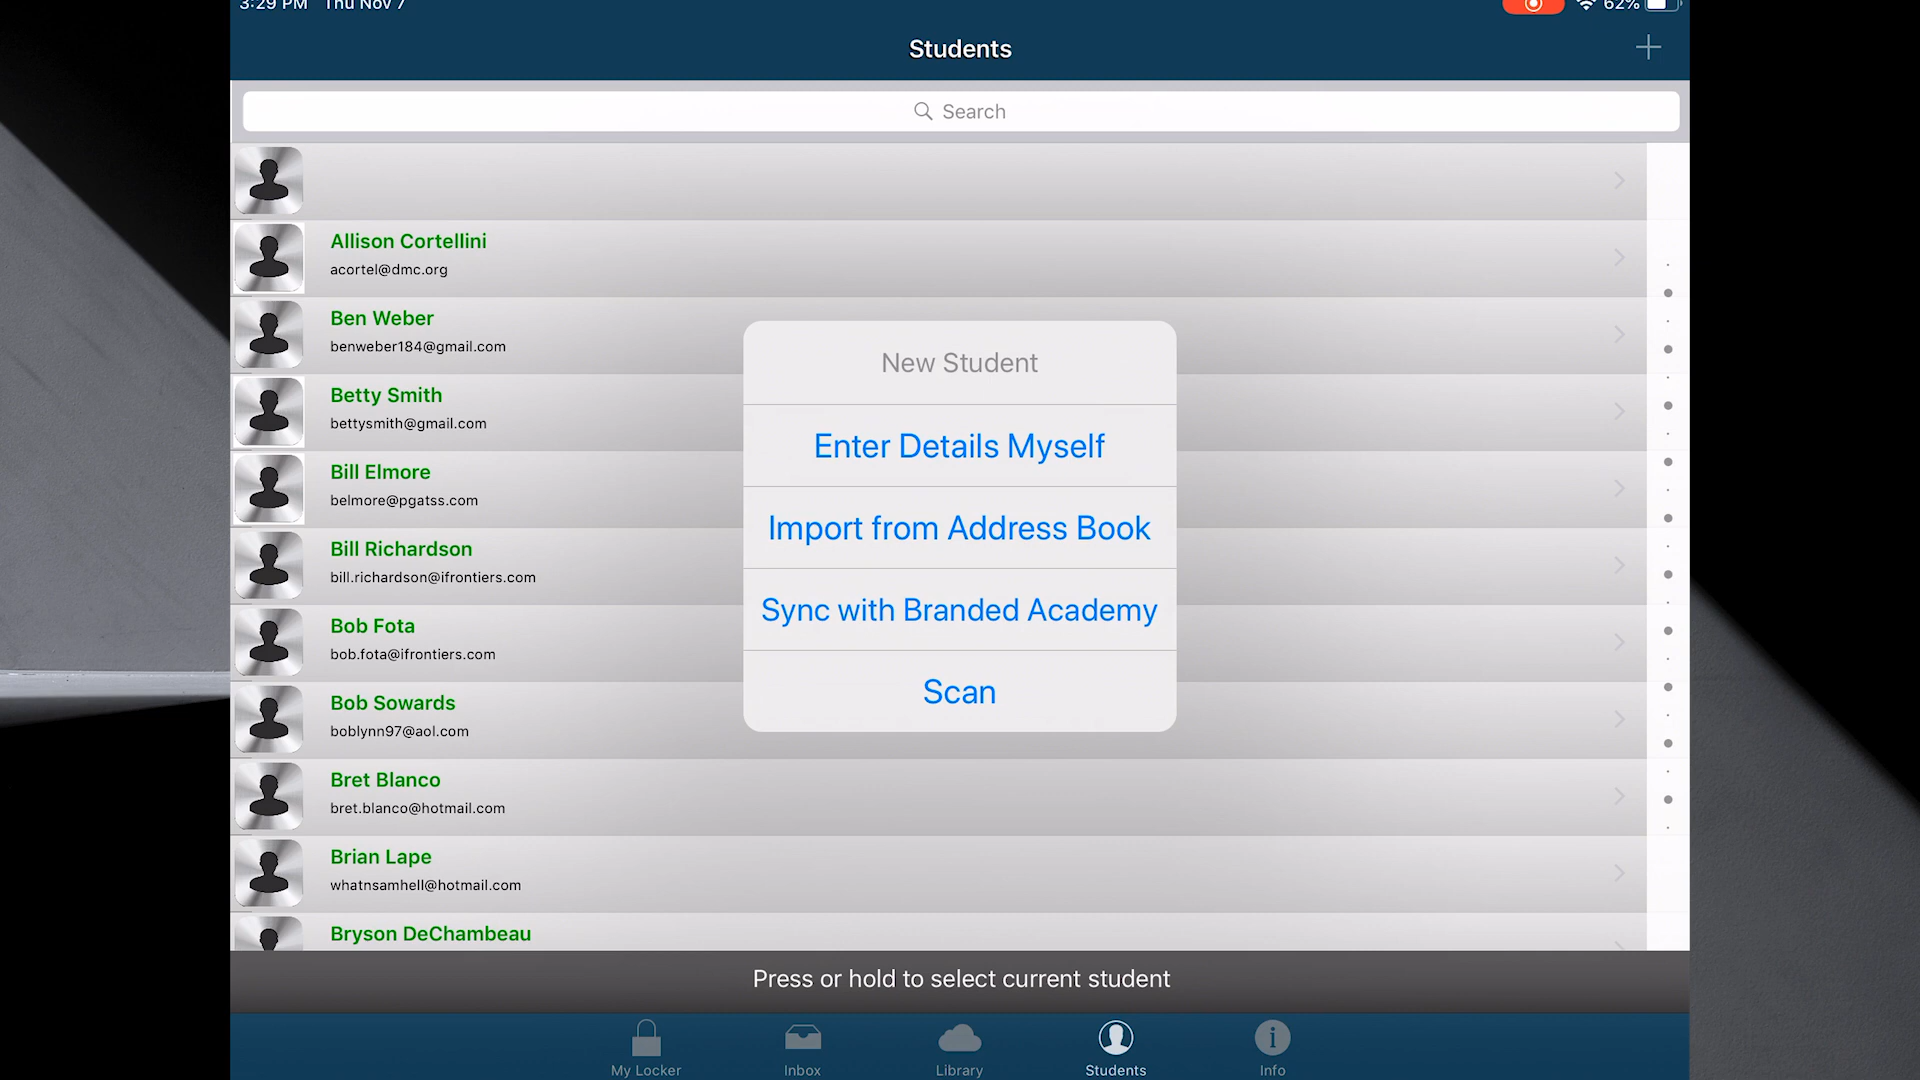 3:29 PM Thu Nov 7
62%
Students
Search
Allison Cortellini
acortel@dmc.org
Ben Weber
benweber184@gmail.com
Betty Smith
bettysmith@gmail.com
Bill Elmore
belmore@pgatss.com
Bill Richardson
bill.richardson@ifrontiers.com
Bob Fota
bob.fota@ifrontiers.com
Bob Sowards
boblynn97@aol.com
Bret Blanco
bret.blanco@hotmail.com
Brian Lape
whatnsamhell@hotmail.com
Bryson DeChambeau
New Student
Enter Details Myself
Import from Address Book
Sync with Branded Academy
Scan
Press or hold to select current student
My Locker
Inbox
Library
Students
Info